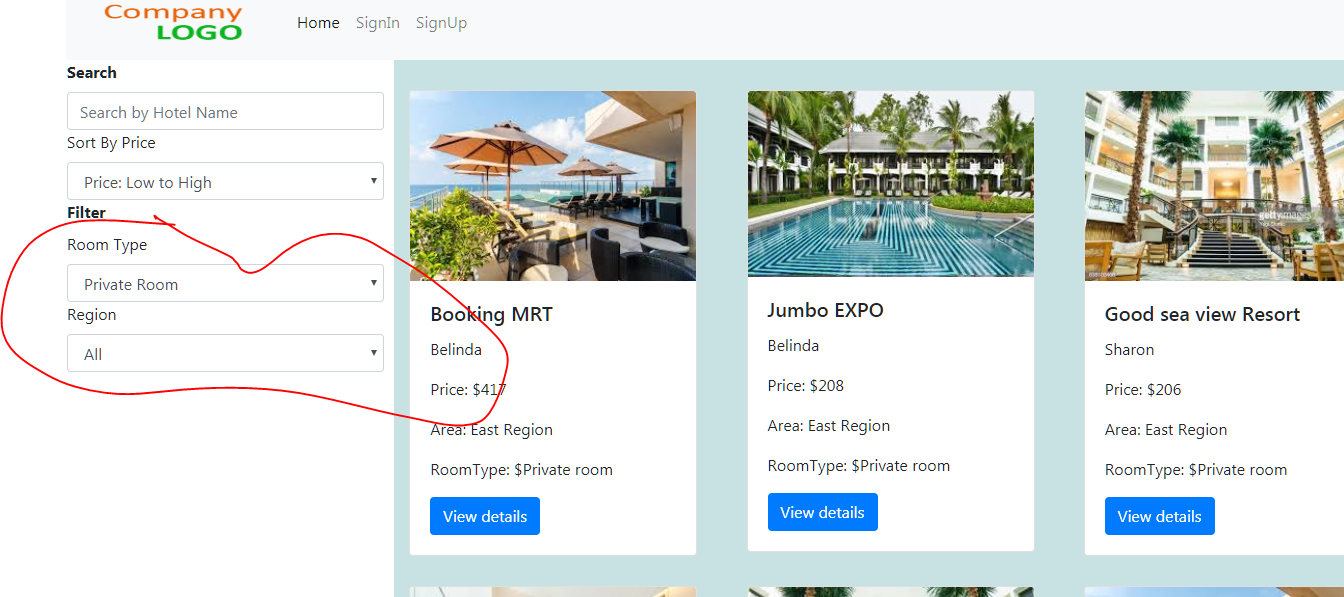 Company
LOGO
Home SignIn SignUp
Search
Search by Hotel Name
Sort By Price
Price: Low to High
Filter
Room Type
Private Room
Region
All
Booking MRT
Belinda
Price: $417
Area: East Region
RoomType: $Private room
View details
Jumbo EXPO
Belinda
Price: $208
Area: East Region
RoomType: $Private room
View details
gettyimages
Good sea view Resort
Sharon
Price: $206
Area: East Region
RoomType: $Private room
View details